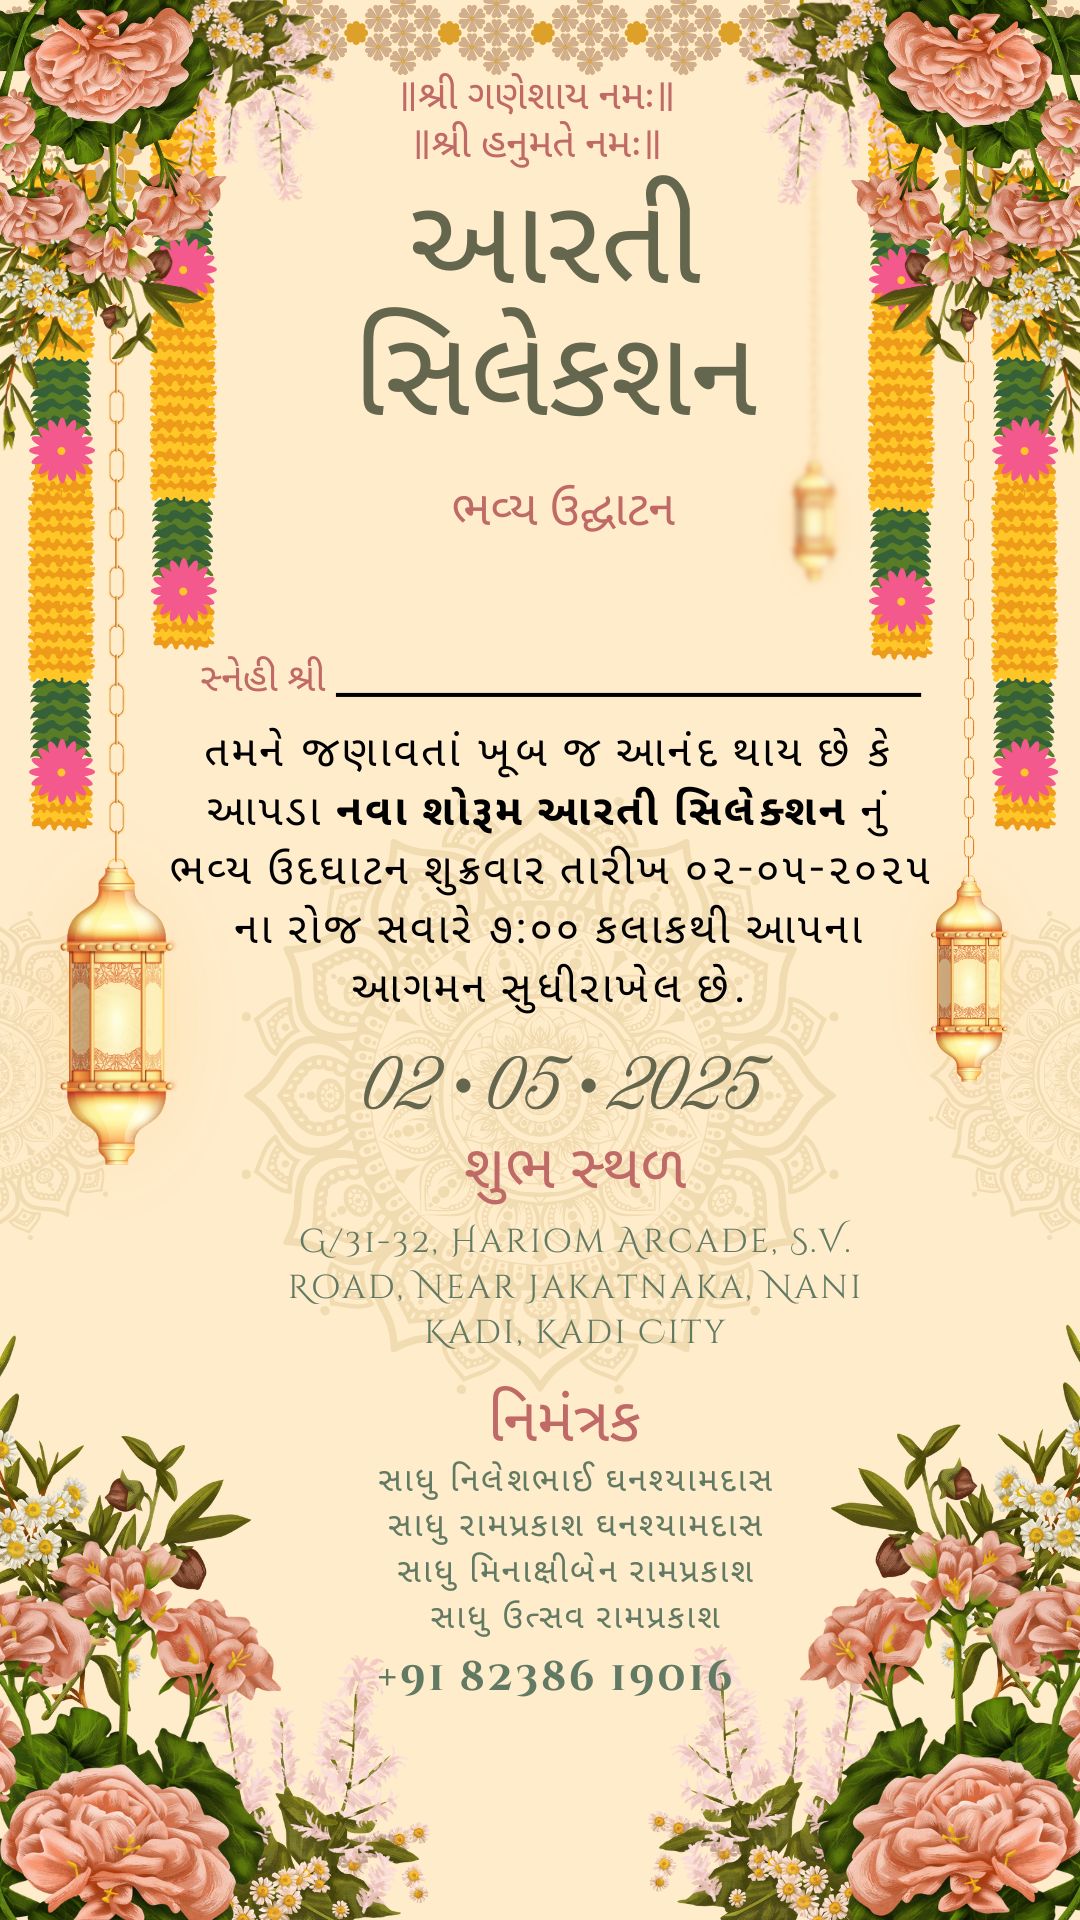 ॥શ્રી ગણેશાય નમઃ॥
॥શ્રી હનુમતે નમઃ॥
આરતી
સિલેકશન
ભવ્ય ઉદ્ઘાટન
સ્નેહી શ્રી
તમને જણાવતાં ખૂબ જ આનંદ થાય છે કે
આપડા નવા શોરૂમ આરતી સિલેક્શન નું
ભવ્ય ઉદઘાટન શુક્રવાર તારીખ ૦૨-૦૫-૨૦૨૫
ના રોજ સવારે ૭:૦૦ કલાકથી આપના
આગમન સુધીરાખેલ છે.
02•05•2025
શુભ સ્થળ
G/31-32, Hariom Arcade, S.V.
Road, Near Jakatnaka, Nani
Kadi, Kadi City
નિમંત્રક
સાધુ નિલેશભાઈ ઘનશ્યામદાસ
સાધુ રામપ્રકાશ ઘનશ્યામદાસ
સાધુ મિનાક્ષીબેન રામપ્રકાશ
સાધુ ઉત્સવ રામપ્રકાશ
+91 82386 19016